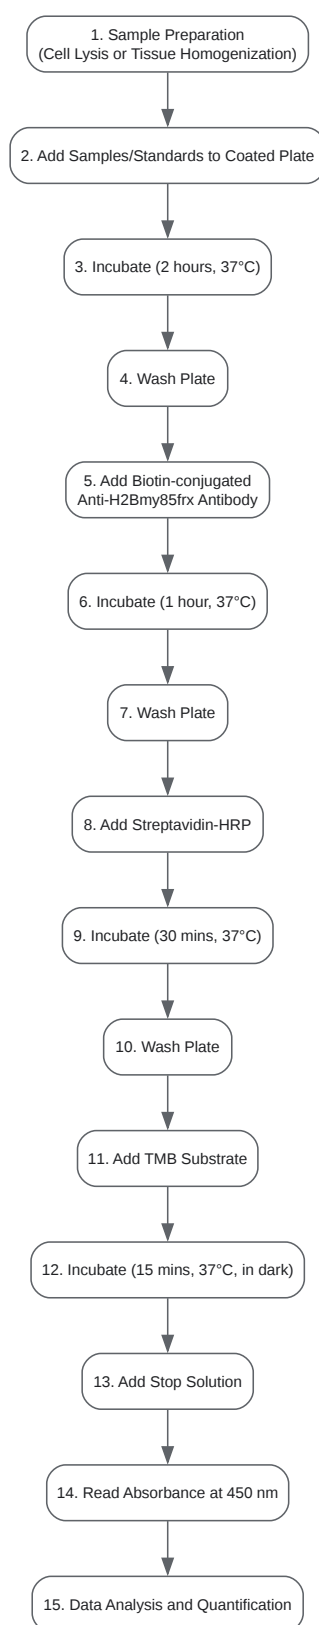 1. Sample Preparation
(Cell Lysis or Tissue Homogenization)
2. Add Samples/Standards to Coated Plate
3. Incubate (2 hours, 37°C)
4. Wash Plate
5. Add Biotin-conjugated
Anti-H2Bmy85frx Antibody
6. Incubate (1 hour, 37°C)
7. Wash Plate
8. Add Streptavidin-HRP
9. Incubate (30 mins, 37°C)
10. Wash Plate
11. Add TMB Substrate
12. Incubate (15 mins, 37°C, in dark)
13. Add Stop Solution
14. Read Absorbance at 450 nm
15. Data Analysis and Quantification